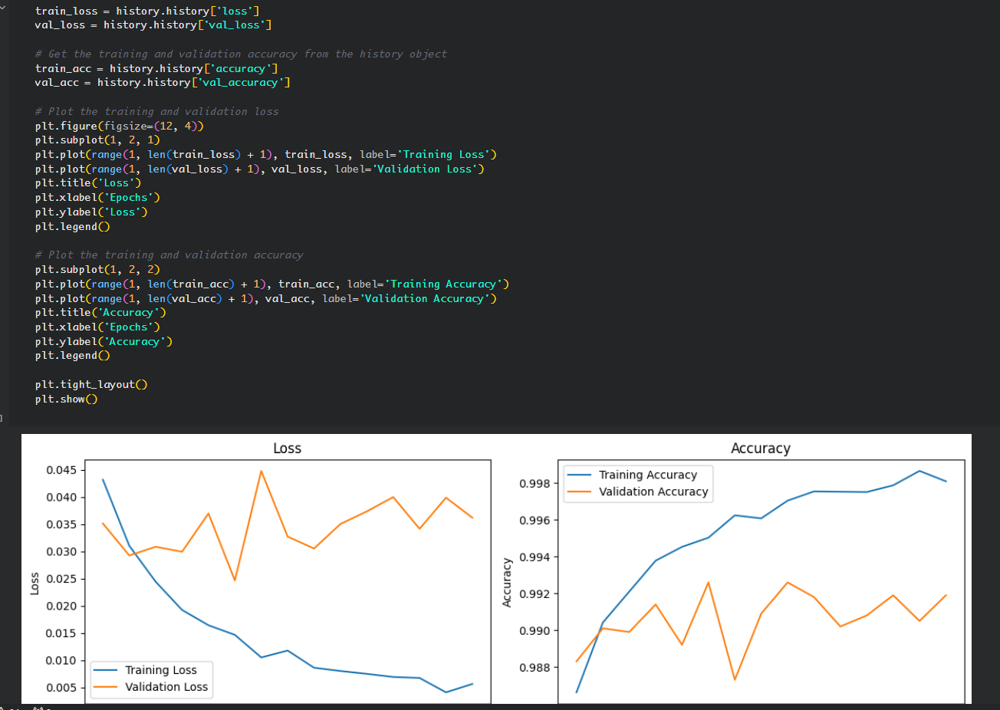 train_loss = history.history['loss']
val_loss = history.history['val_loss']
# Get the training and validation accuracy from the history object
train_acc = history.history['accuracy']
val_acc = history.history['val_accuracy']
# Plot the training and validation loss
plt.figure(figsize=(12, 4))
plt.subplot(1, 2, 1)
plt.plot(range(1, len(train_loss) + 1), train_loss, label='Training Loss')
plt.plot(range(1, len(val_loss) + 1), val_loss, label='Validation Loss')
plt.title('Loss')
plt.xlabel('Epochs')
plt.ylabel('Loss')
plt.legend()
# Plot the training and validation accuracy
plt.subplot(1, 2, 2)
plt.plot(range(1, len(train_acc) + 1), train_acc, label='Training Accuracy')
plt.plot(range(1, len(val_acc) + 1), val_acc, label='Validation Accuracy')
plt.title('Accuracy')
plt.xlabel('Epochs')
plt.ylabel('Accuracy')
plt.legend()
plt.tight_layout()
plt.show()
]
Loss
0.045
0.040
0.035
0.030
0.025
0.020
0.015
0.010
0.005
Loss
Training Loss
Validation Loss
Accuracy
Training Accuracy
Validation Accuracy
0.998
0.996
0.994
0.992
0.990
0.988
Accuracy